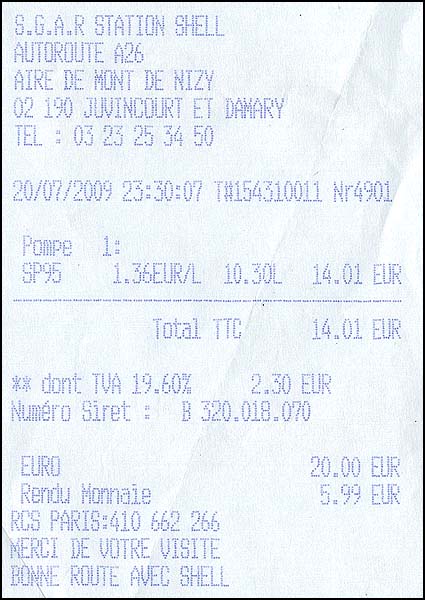 S.G.A.R STATION SHELL
AUTOROUTE A26
AIRE DE MONT DE NIZY
02 190 JUVINCOURT ET DAMARY
TEL : 03 23 25 34 50
20/07/2009 23:30:07 T#154310011 Nr4901
Pompe 1:
SP95 1.36EUR/L 10.30L 14.01 EUR
Total TTC 14.01 EUR
** dont TVA 19.60% 2.30 EUR
Numéro Siret : B 320.018.070
EURO 20.00 EUR
Rendu Monnaie 5.99 EUR
RCS PARIS:410 662 266
MERCI DE VOTRE VISITE
BONNE ROUTE AVEC SHELL